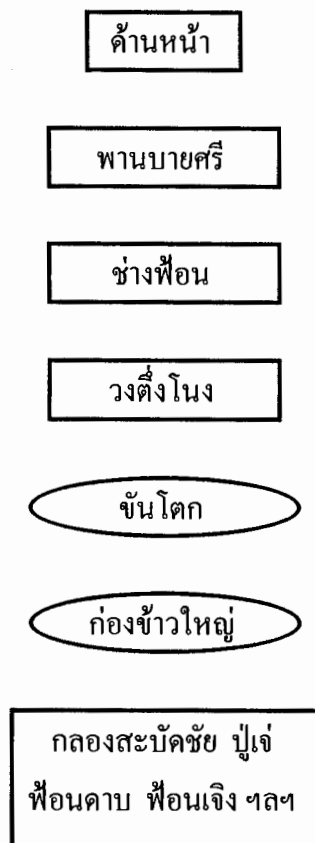 ด้านหน้า
พานบายศรี
ช่างฟ้อน
วงตึ่งโนง
ขันโตก
ก่องข้าวใหญ่
กลองสะบัดชัย ปู่เจ่
ฟ้อนดาบ ฟ้อนเจิง ฯลฯ